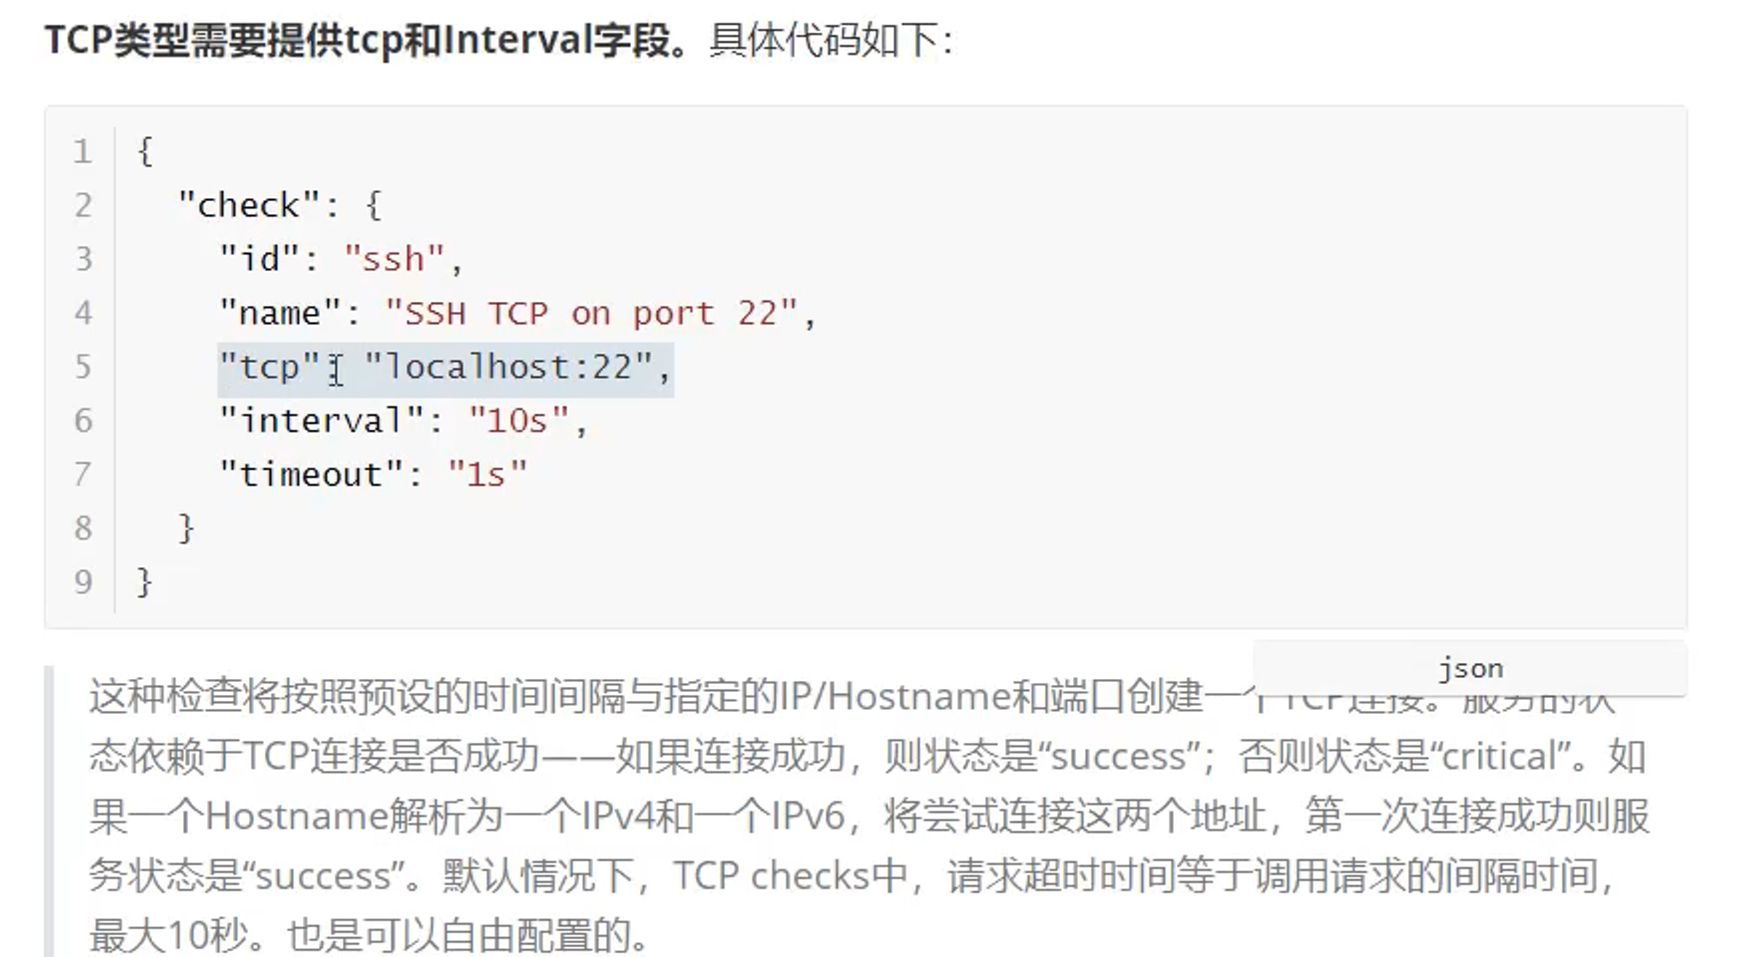 TCP类型需要提供tcp和Interval字段。具体代码如下：
1 {
2 "check": {
3 "id": "ssh",
4 "name": "SSH TCP on port 22",
5 "tcp": "localhost:22",
6 "interval": "10s",
7 "timeout": "1s"
8 }
9 }
json
这种检查将按照预设的时间间隔与指定的IP/Hostname和端口创建一个TCP连接。服务的状
态依赖于TCP连接是否成功——如果连接成功，则状态是“success”；否则状态是“critical”。如
果一个Hostname解析为一个IPv4和一个IPv6，将尝试连接这两个地址，第一次连接成功则服
务状态是“success”。默认情况下，TCP checks中，请求超时时间等于调用请求的间隔时间，
最大10秒。也是可以自由配置的。